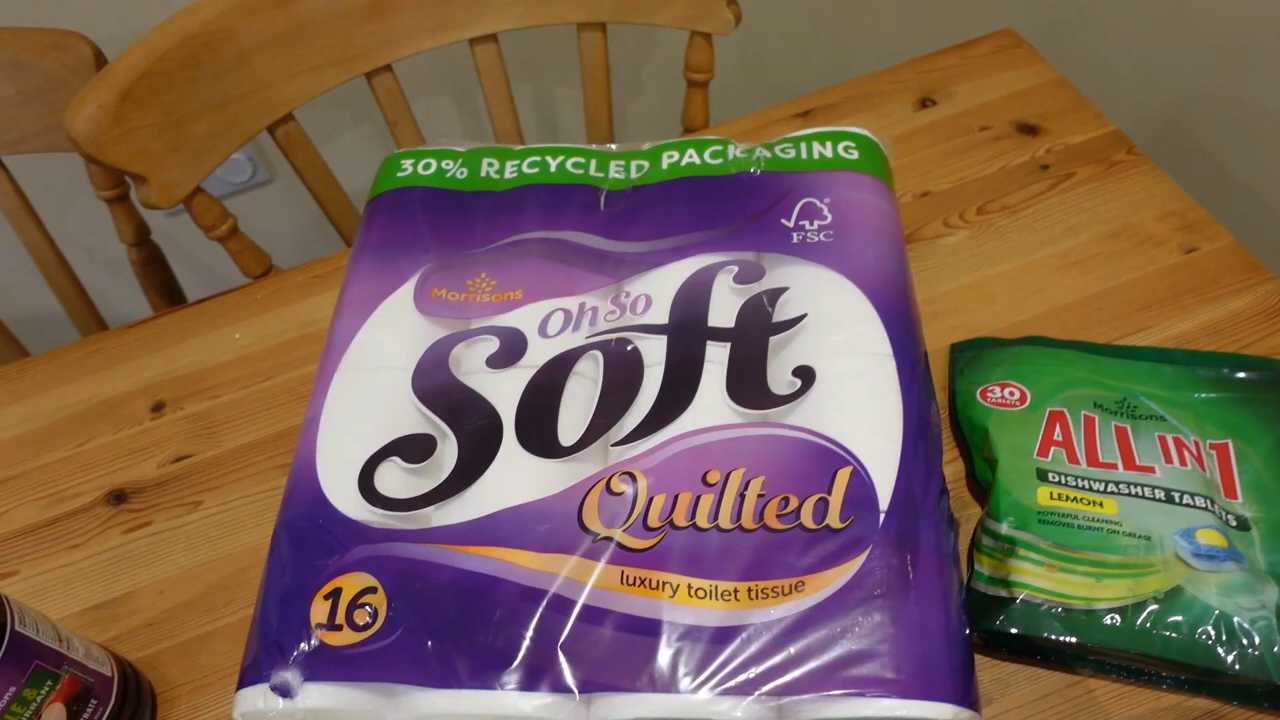 30% RECYCLED PACKAGING
FSC
Morrisons
Oh So
Soft
Quilted
luxury toilet tissue
16
30
TABLETS
Morrisons
ALL IN 1
DISHWASHER TABLETS
LEMON
POWERFUL CLEANING
REMOVES BURNT ON GREASE